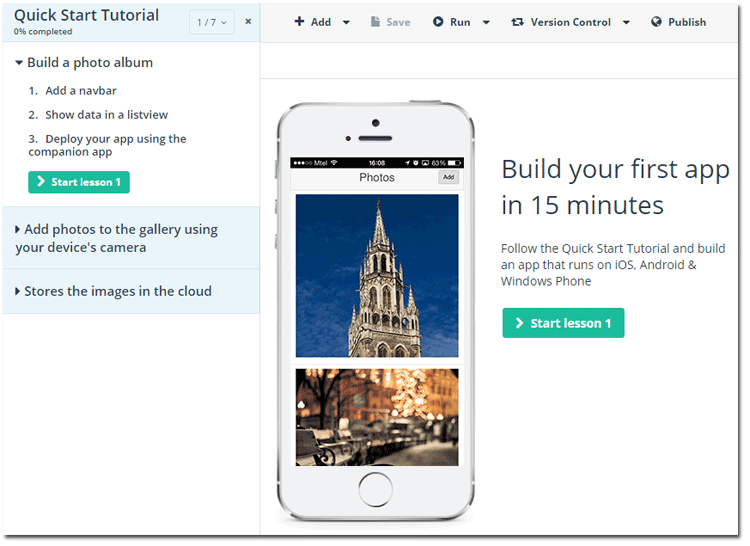 Quick Start Tutorial
0% completed
1 / 7
Build a photo album
1. Add a navbar
2. Show data in a listview
3. Deploy your app using the
companion app
Start lesson 1
Add photos to the gallery using
your device's camera
Stores the images in the cloud
Add
Save
Run
Version Control
Publish
Mtel
16:08
63%
Photos
Add
Build your first app
in 15 minutes
Follow the Quick Start Tutorial and build
an app that runs on iOS, Android &
Windows Phone
Start lesson 1